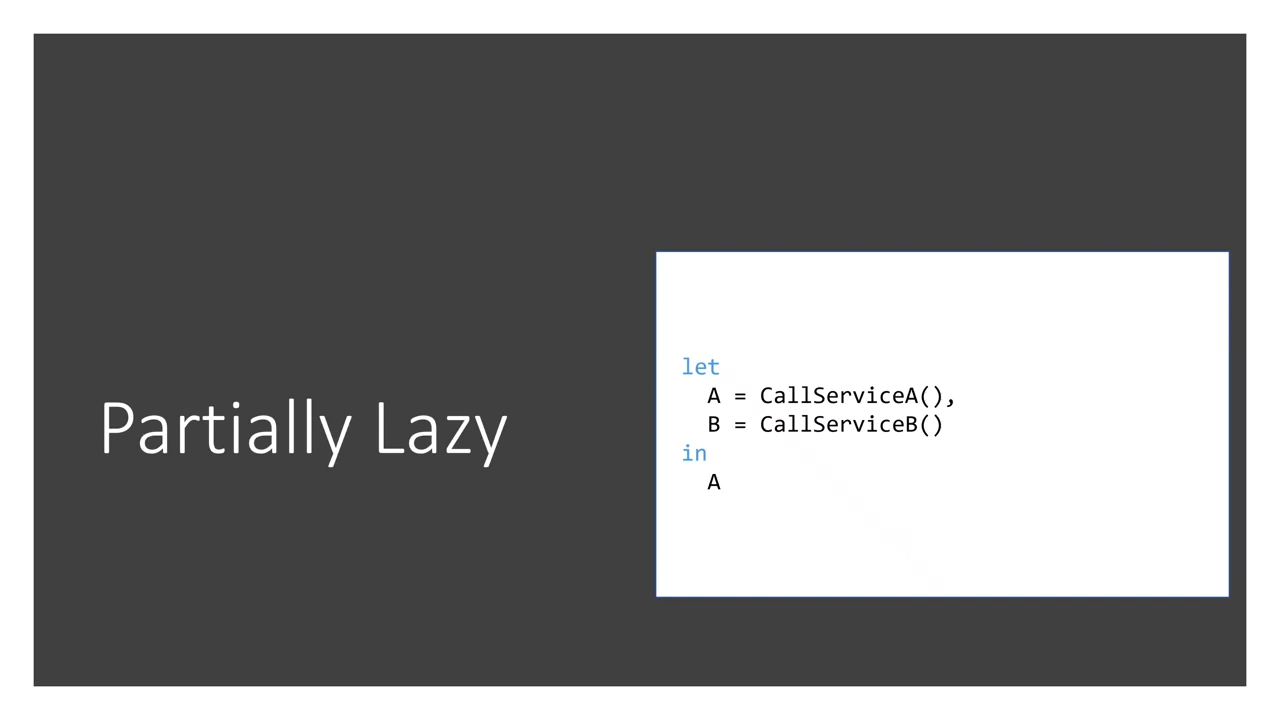 Partially Lazy
let
  A = CallServiceA(),
  B = CallServiceB()
in
  A